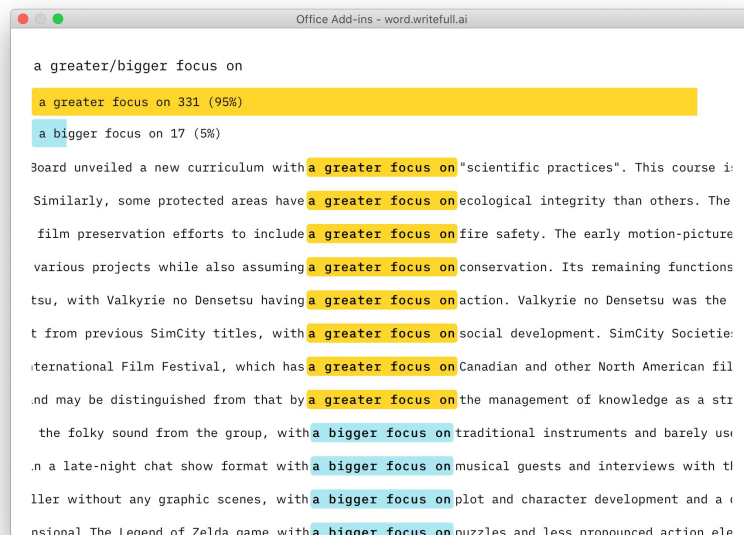 Office Add-ins - word.writefull.ai
a greater/bigger focus on
a greater focus on 331 (95%)
a bigger focus on 17 (5%)
Board unveiled a new curriculum with a greater focus on "scientific practices". This course is
Similarly, some protected areas have a greater focus on ecological integrity than others. The
film preservation efforts to include a greater focus on fire safety. The early motion-picture
various projects while also assuming a greater focus on conservation. Its remaining functions
tsu, with Valkyrie no Densetsu having a greater focus on action. Valkyrie no Densetsu was the
t from previous SimCity titles, with a greater focus on social development. SimCity Societies
nternational Film Festival, which has a greater focus on Canadian and other North American fil
and may be distinguished from that by a greater focus on the management of knowledge as a str
the folky sound from the group, with a bigger focus on traditional instruments and barely use
in a late-night chat show format with a bigger focus on musical guests and interviews with th
ller without any graphic scenes, with a bigger focus on plot and character development and a
nsional The Legend of Zelda game with a bigger focus on puzzles and less pronounced action ele